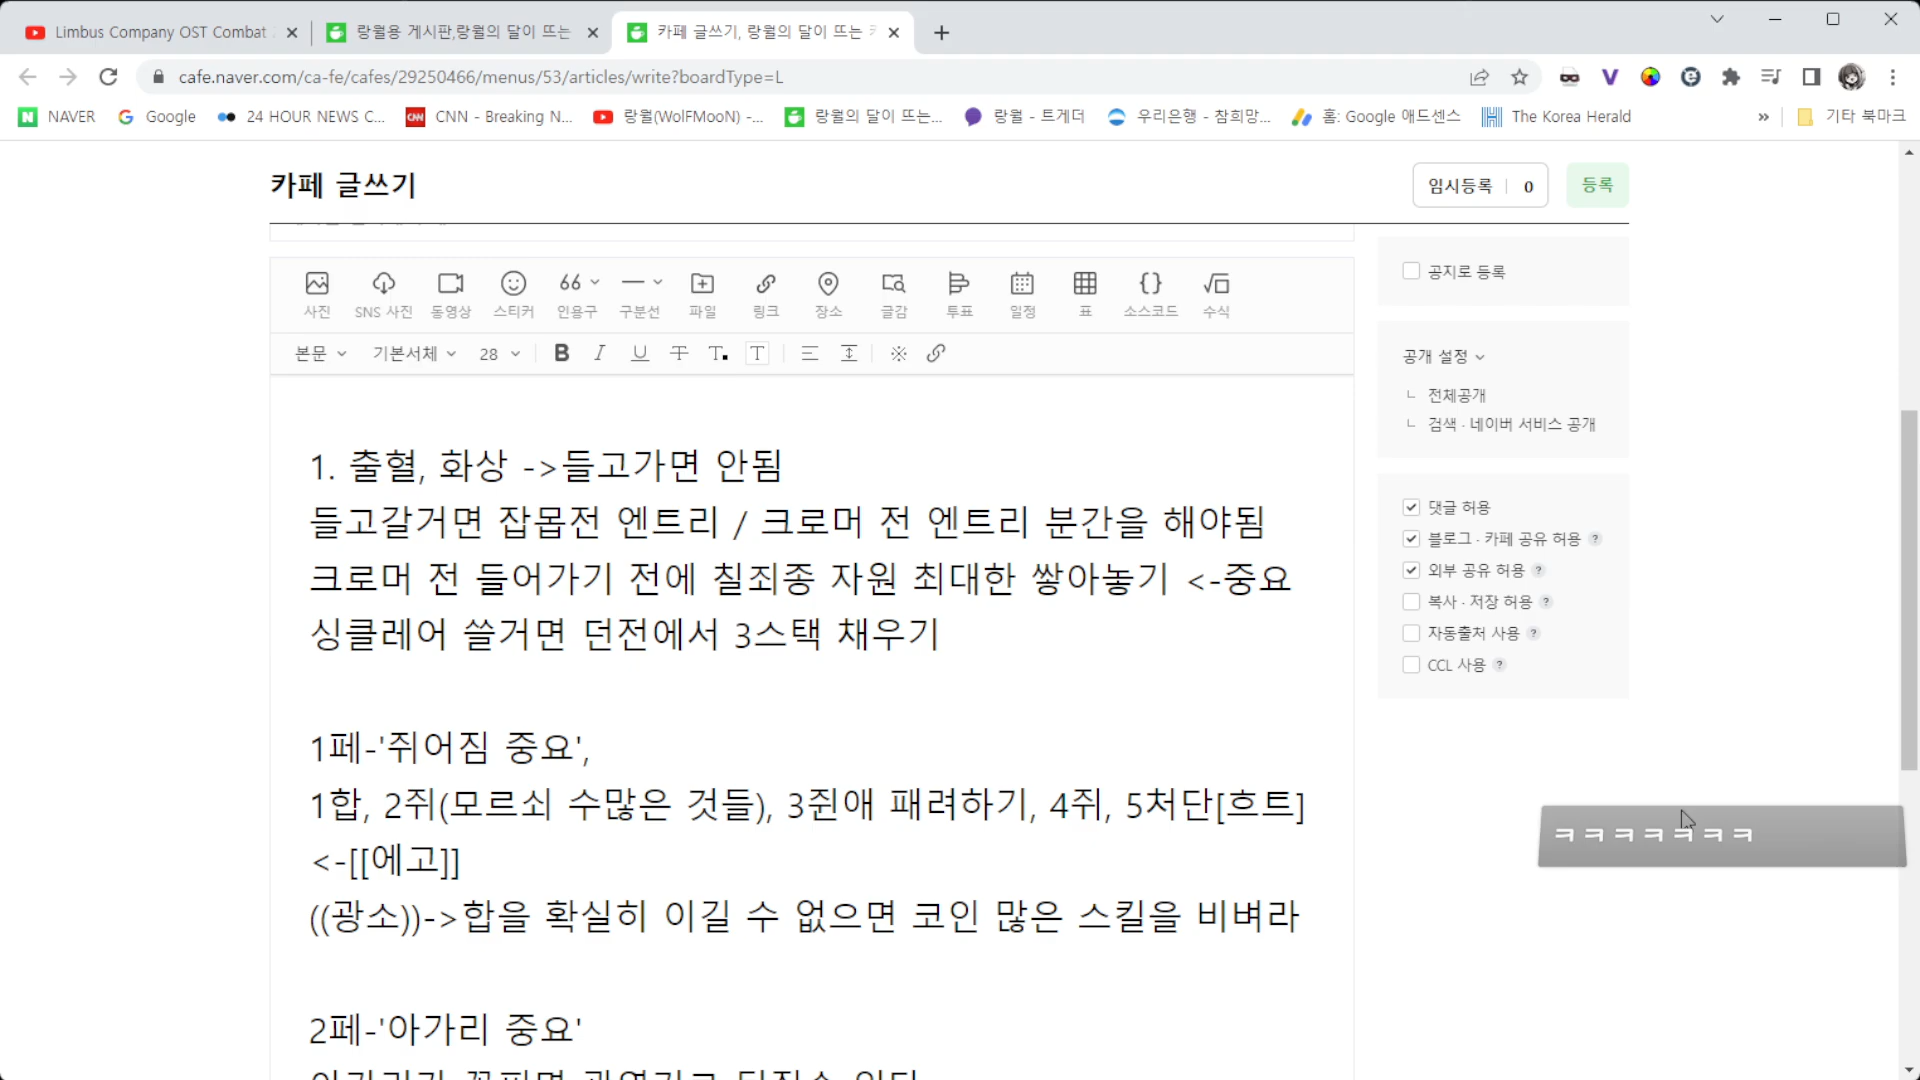 Limbus Company OST Combat
랑월용 게시판,랑월의 달이 뜨는
카페 글쓰기, 랑월의 달이 뜨는
cafe.naver.com/ca-fe/cafes/29250466/menus/53/articles/write?boardType=L
NAVER
Google
24 HOUR NEWS C...
CNN - Breaking N...
랑월(WolFMooN) -...
랑월의 달이 뜨는...
랑월 - 트게더
우리은행 - 참희망...
홈: Google 애드센스
The Korea Herald
»
기타 북마크
카페 글쓰기
임시등록 0
등록
사진
SNS 사진
동영상
스티커
인용구
구분선
파일
링크
장소
글감
투표
일정
표
소스코드
수식
본문
기본서체
28
공지로 등록
공개 설정
전체공개
검색 · 네이버 서비스 공개
댓글 허용
블로그 · 카페 공유 허용 ?
외부 공유 허용 ?
복사 · 저장 허용 ?
자동출처 사용 ?
CCL 사용 ?
1. 출혈, 화상 ->들고가면 안됨
들고갈거면 잡몹전 엔트리 / 크로머 전 엔트리 분간을 해야됨
크로머 전 들어가기 전에 칠죄종 자원 최대한 쌓아놓기 <-중요
싱클레어 쓸거면 던전에서 3스택 채우기
1페-'쥐어짐 중요',
1합, 2쥐(모르쇠 수많은 것들), 3쥔애 패려하기, 4쥐, 5처단[흐트]
<-[[에고]]
((광소))->합을 확실히 이길 수 없으면 코인 많은 스킬을 비벼라
2페-'아가리 중요'
ㅋㅋㅋㅋㅋㅋㅋ